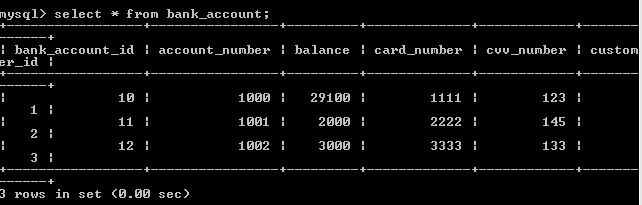 mysql> select * from bank_account;
+-----------------+----------------+---------+-------------+------------+-------
------+
| bank_account_id | account_number | balance | card_number | cvv_number | custom
er_id |
+-----------------+----------------+---------+-------------+------------+-------
------+
|              10 |           1000 |   29100 |        1111 |        123 |
    1 |
|              11 |           1001 |    2000 |        2222 |        145 |
    2 |
|              12 |           1002 |    3000 |        3333 |        133 |
    3 |
+-----------------+----------------+---------+-------------+------------+-------
------+
3 rows in set (0.00 sec)